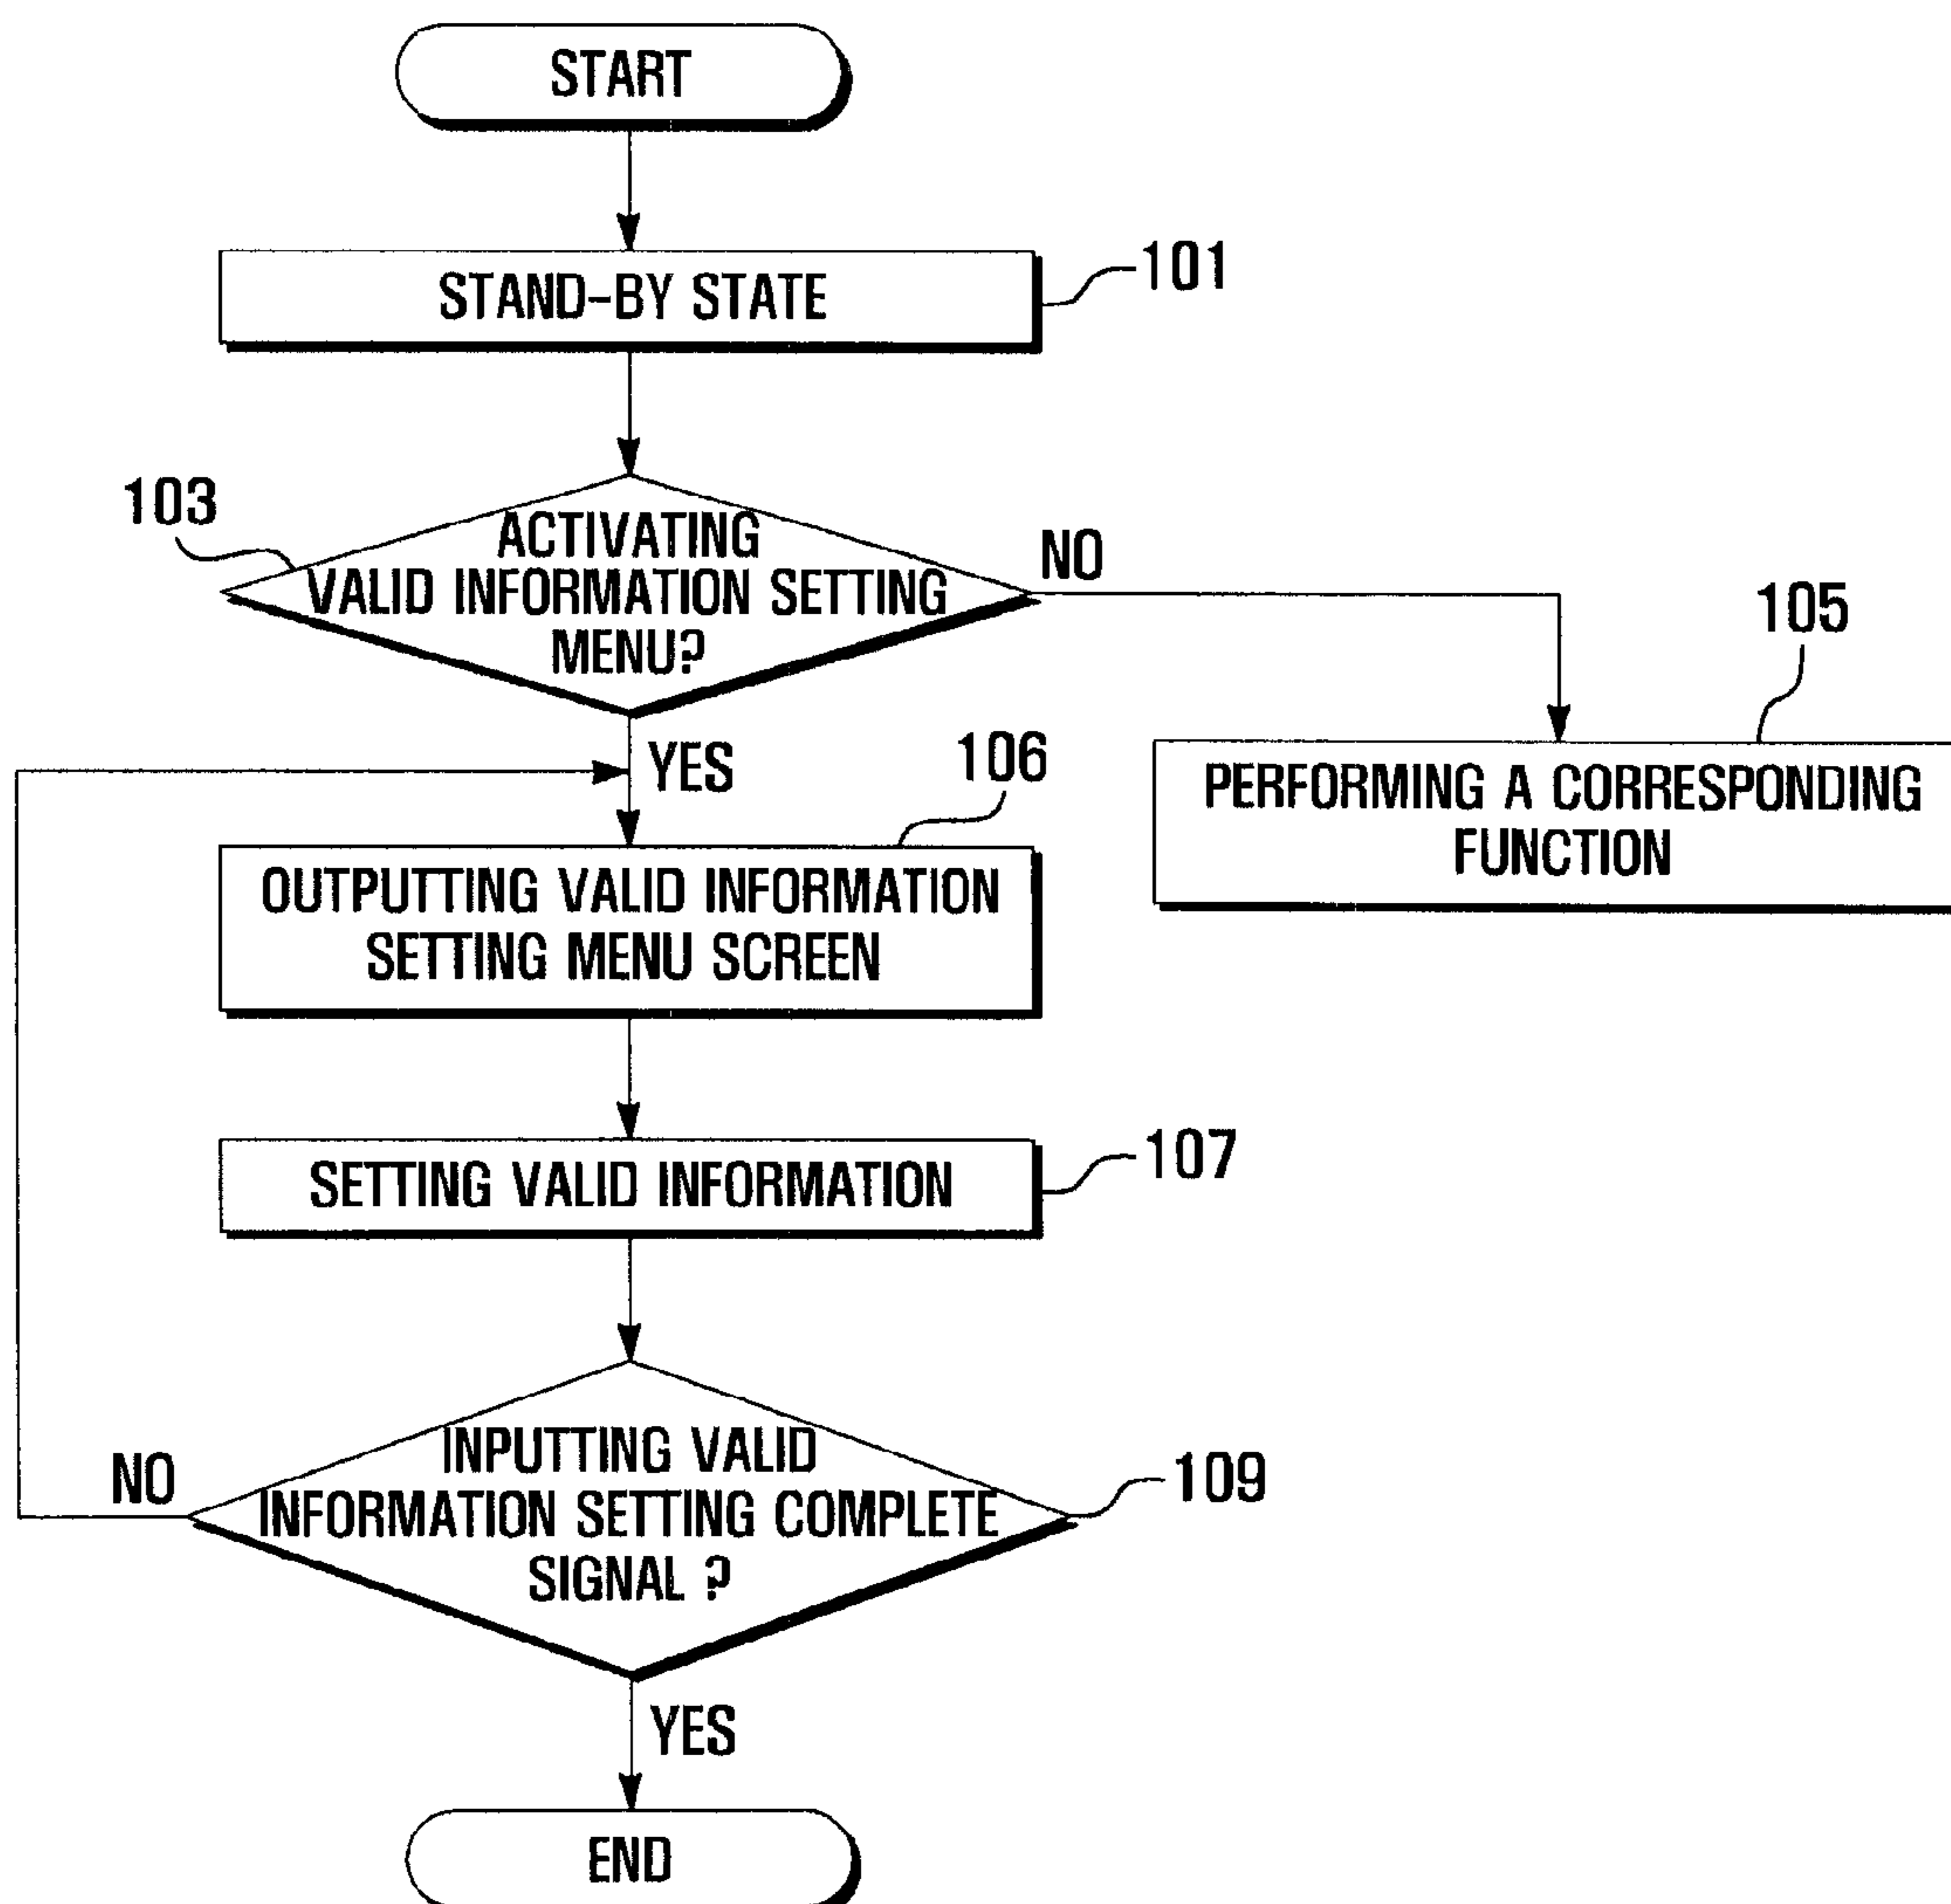 START
STAND-BY STATE
101
103
ACTIVATING
VALID INFORMATION SETTING
MENU?
NO
105
PERFORMING A CORRESPONDING
FUNCTION
YES
106
OUTPUTTING VALID INFORMATION
SETTING MENU SCREEN
SETTING VALID INFORMATION
107
INPUTTING VALID
INFORMATION SETTING COMPLETE
SIGNAL ?
109
NO
YES
END